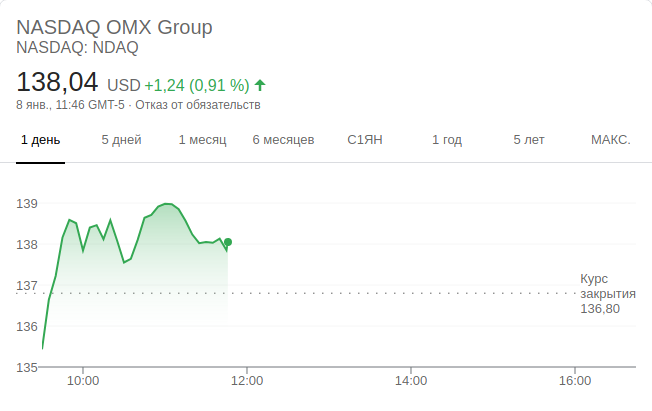 NASDAQ OMX Group
NASDAQ: NDAQ
138,04 USD +1,24 (0,91 %)
8 янв., 11:46 GMT-5 · Отказ от обязательств
1 день 5 дней 1 месяц 6 месяцев С1ЯН 1 год 5 лет МАКС.
139
138
137
136
135
Курс
закрытия
136,80
10:00 12:00 14:00 16:00